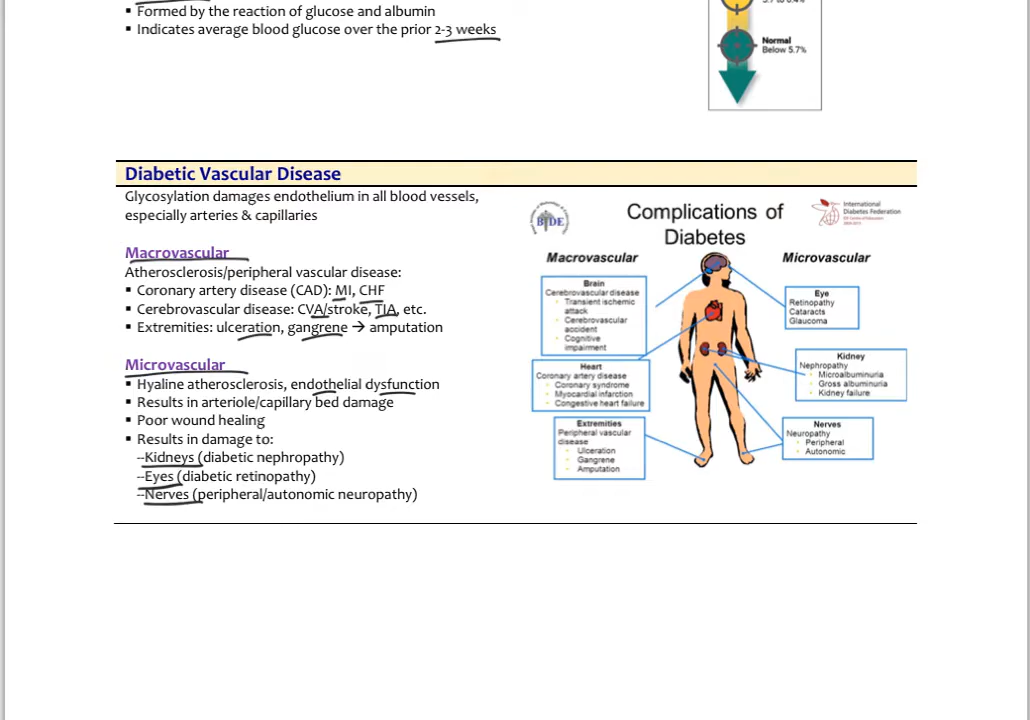 ▪ Formed by the reaction of glucose and albumin
▪ Indicates average blood glucose over the prior 2-3 weeks
Normal
Below 5.7%
Diabetic Vascular Disease
Glycosylation damages endothelium in all blood vessels,
especially arteries & capillaries
Macrovascular
Atherosclerosis/peripheral vascular disease:
▪ Coronary artery disease (CAD): MI, CHF
▪ Cerebrovascular disease: CVA/stroke, TIA, etc.
▪ Extremities: ulceration, gangrene → amputation
Microvascular
▪ Hyaline atherosclerosis, endothelial dysfunction
▪ Results in arteriole/capillary bed damage
▪ Poor wound healing
▪ Results in damage to:
--Kidneys (diabetic nephropathy)
--Eyes (diabetic retinopathy)
--Nerves (peripheral/autonomic neuropathy)
Complications of
Diabetes
International
Diabetes Federation
Macrovascular
Microvascular
Brain
Cerebrovascular disease
Transient ischemic
attack
Cerebrovascular
accident
Cognitive
impairment
Heart
Coronary artery disease
Coronary syndrome
Myocardial infarction
Congestive heart failure
Extremities
Peripheral vascular
disease
Ulceration
Gangrene
Amputation
Eye
Retinopathy
Cataracts
Glaucoma
Kidney
Nephropathy
Microalbuminuria
Gross albuminuria
Kidney failure
Nerves
Neuropathy
Peripheral
Autonomic